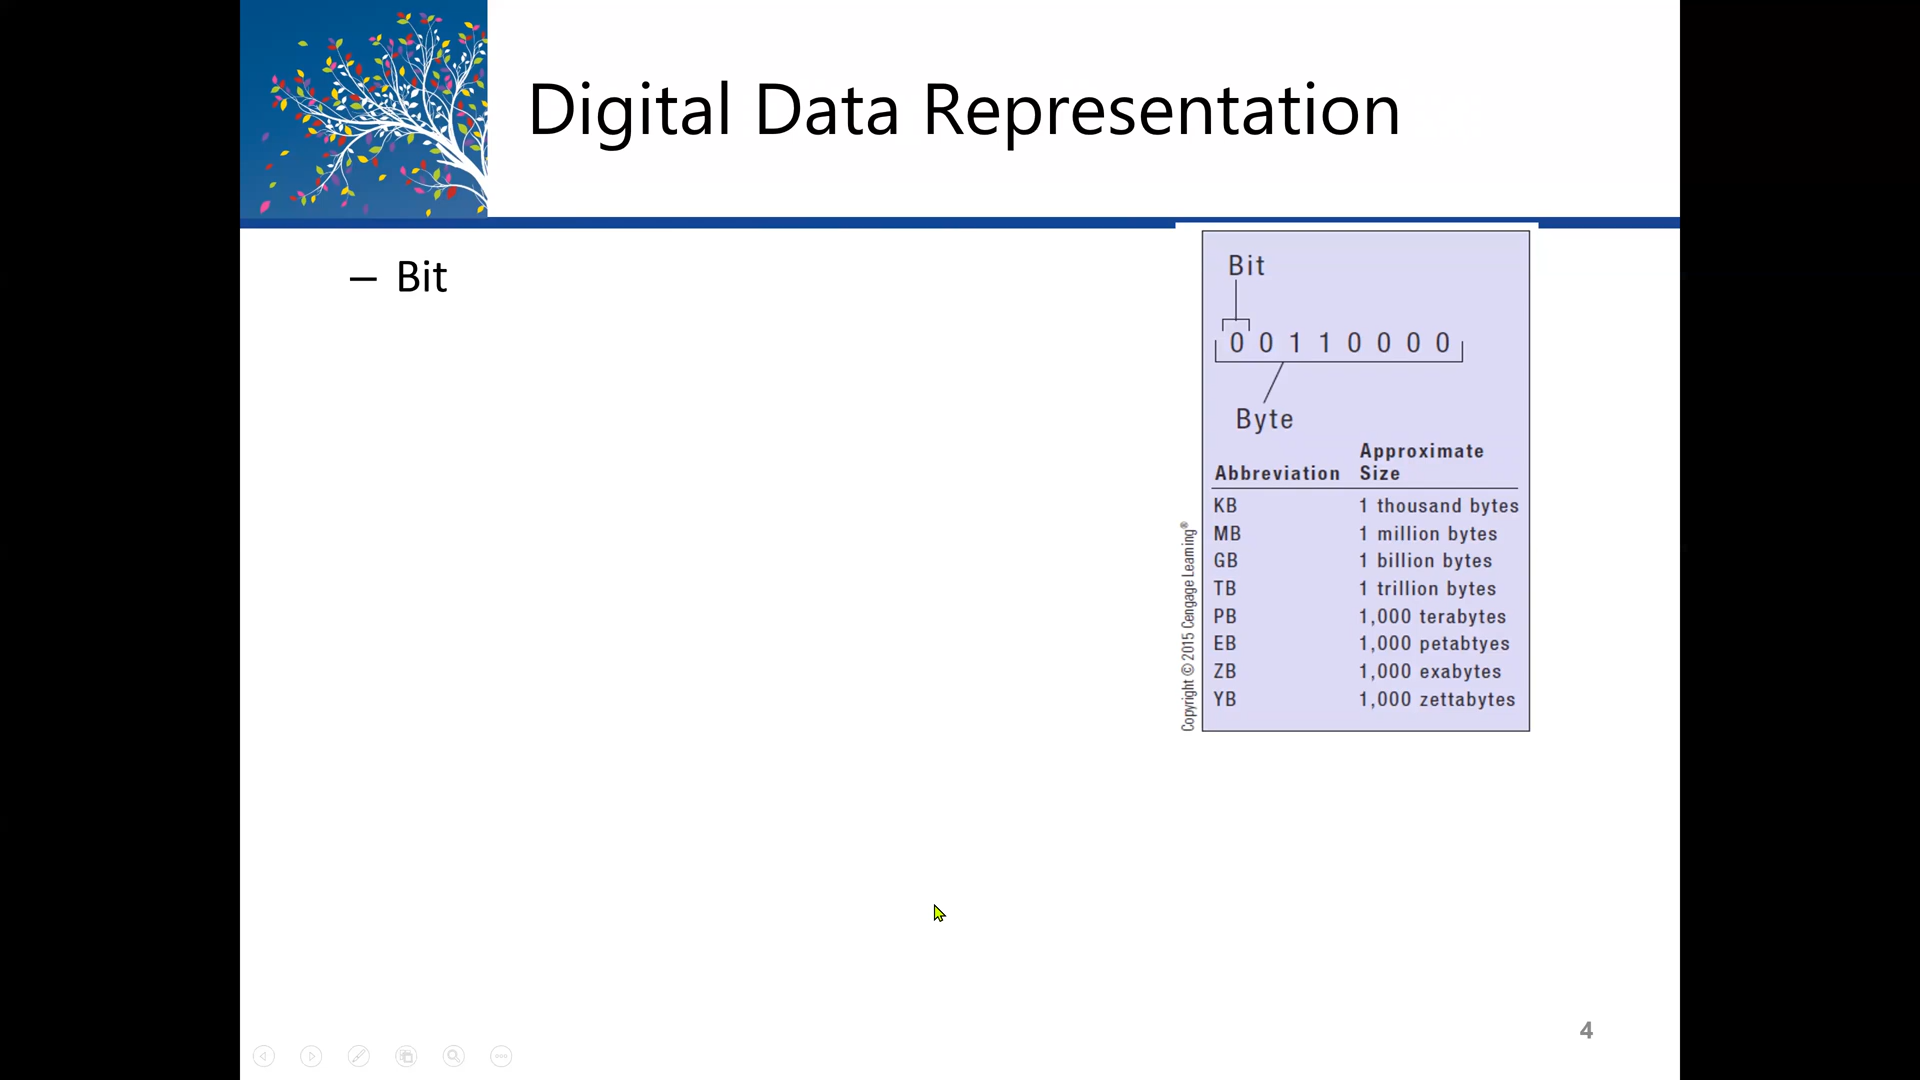 Digital Data Representation
– Bit
Bit
0 0 1 1 0 0 0 0
Byte
Abbreviation Approximate Size
KB 1 thousand bytes
MB 1 million bytes
GB 1 billion bytes
TB 1 trillion bytes
PB 1,000 terabytes
EB 1,000 petabtyes
ZB 1,000 exabytes
YB 1,000 zettabytes
Copyright © 2015 Cengage Learning®
4